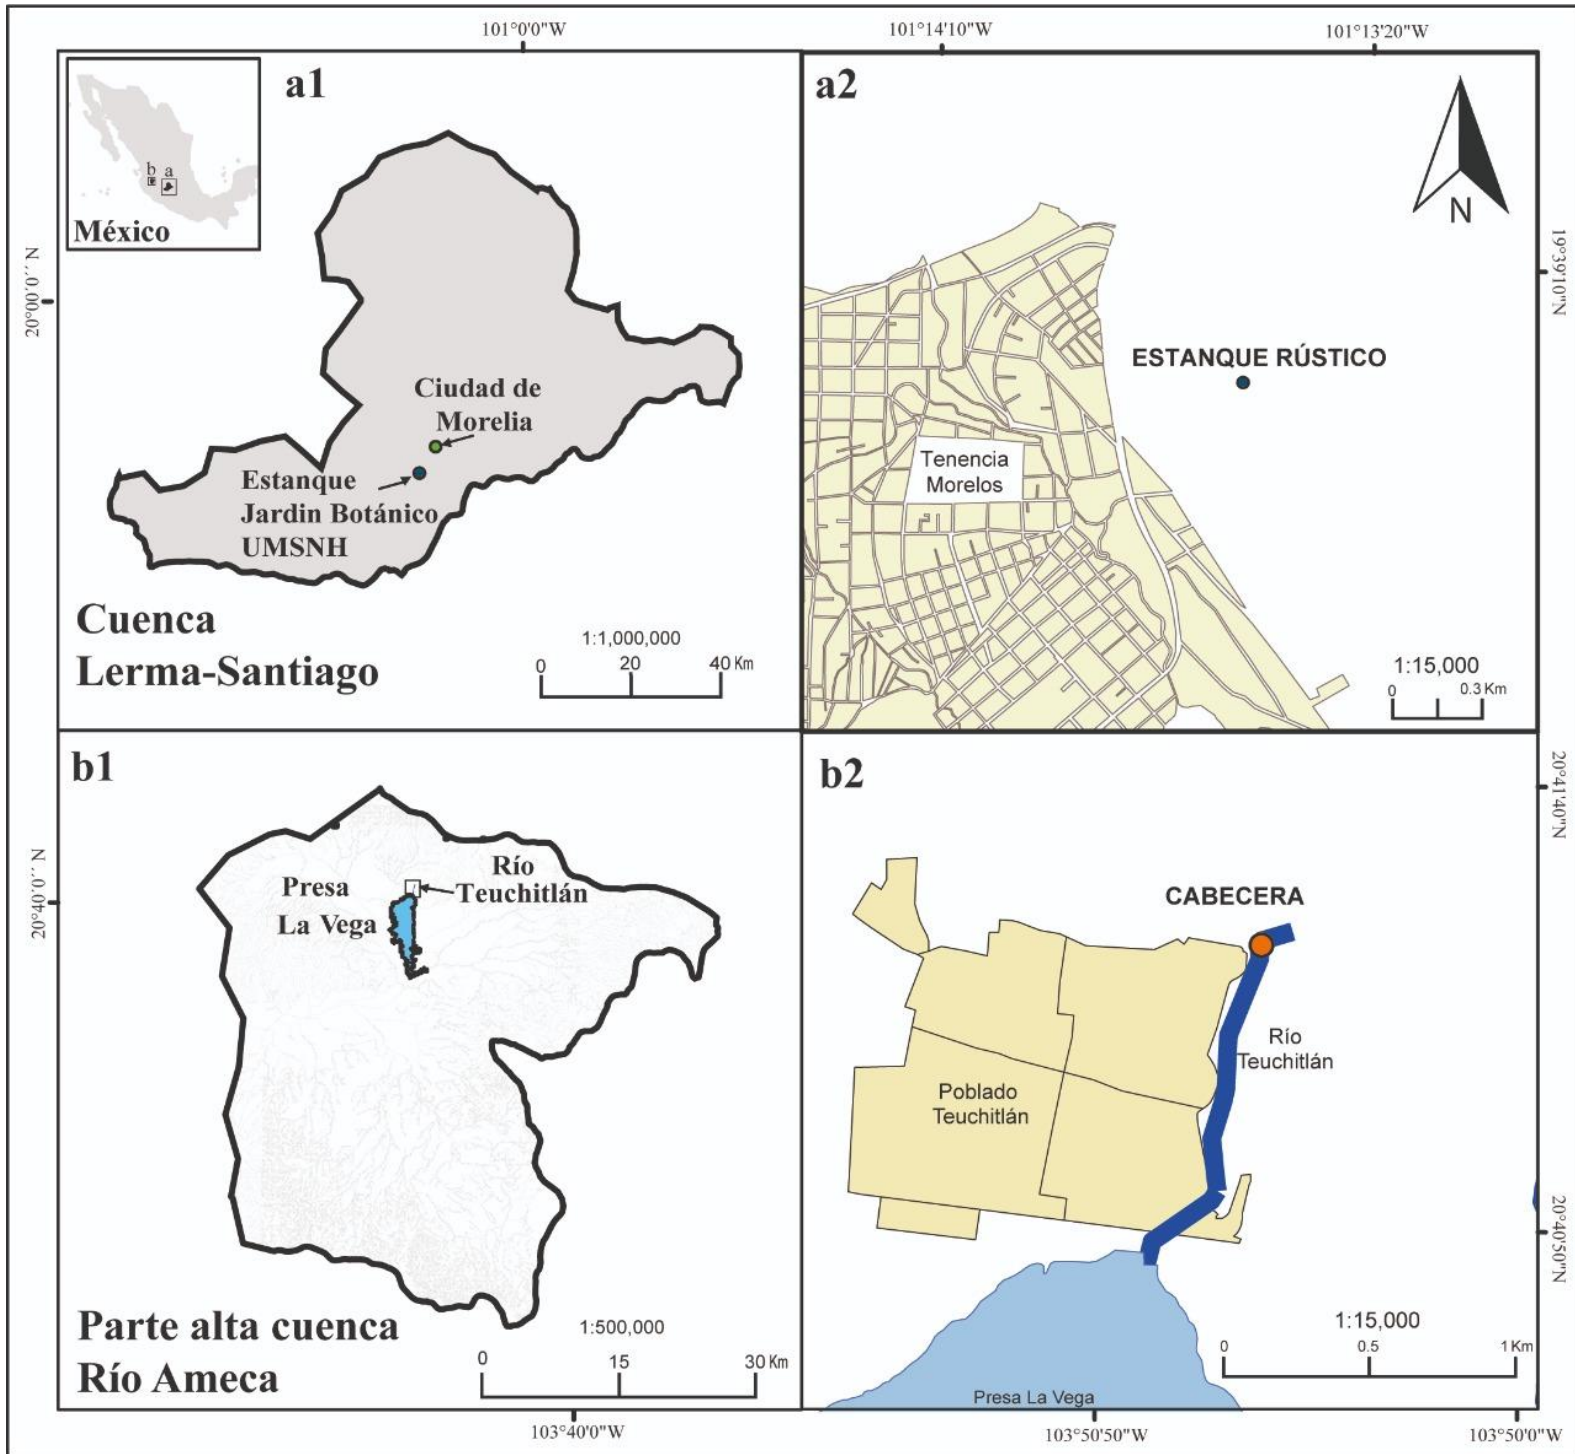 101°0'0"W
101°14'10"W
101°13'20"W
a1
b
a
México
20°00'0´´ N
Ciudad de
Morelia
Estanque
Jardin Botánico
UMSNH
Cuenca
Lerma-Santiago
1:1,000,000
0 20 40 Km
a2
N
19°39'10"N
ESTANQUE RÚSTICO
Tenencia
Morelos
1:15,000
0 0.3 Km
b1
20°40'0´´ N
Presa
La Vega
Río
Teuchitlán
Parte alta cuenca
Río Ameca
1:500,000
0 15 30 Km
103°40'0"W
b2
20°41'40"N
CABECERA
Río
Teuchitlán
Poblado
Teuchitlán
20°40'50"N
1:15,000
0 0.5 1 Km
Presa La Vega
103°50'50"W
103°50'0"W